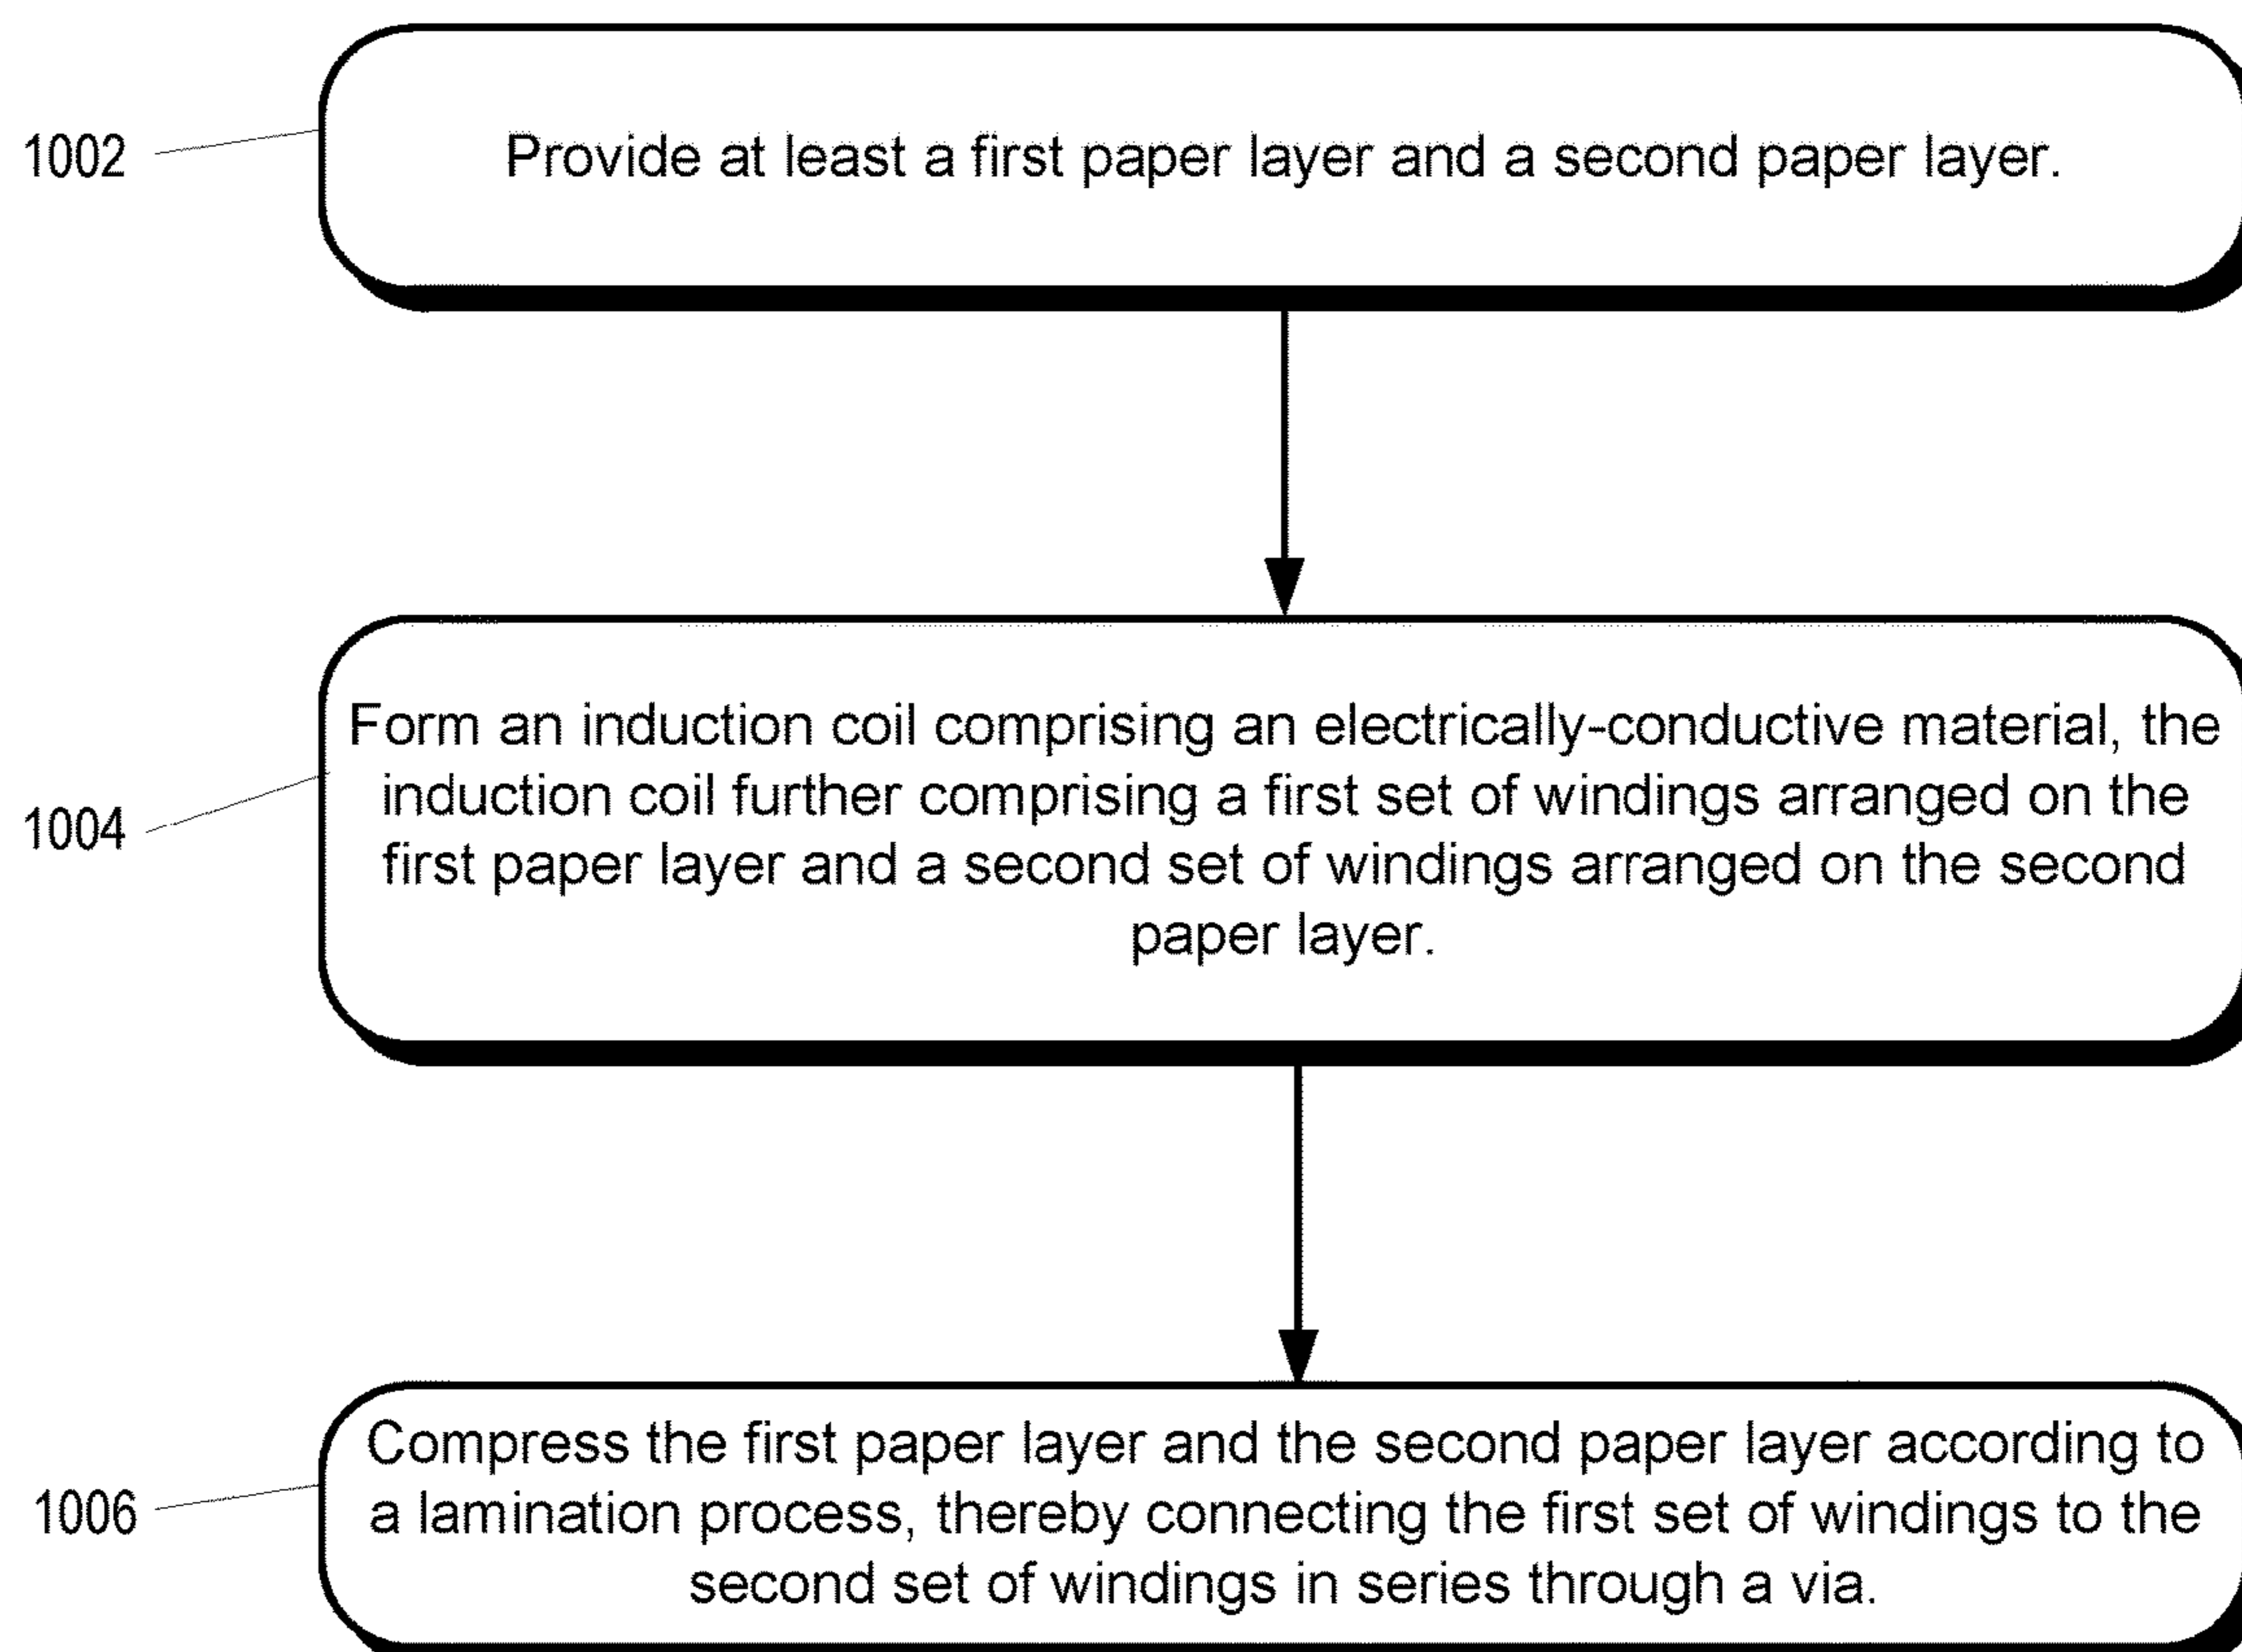 1002
Provide at least a first paper layer and a second paper layer.
1004
Form an induction coil comprising an electrically-conductive material, the
induction coil further comprising a first set of windings arranged on the
first paper layer and a second set of windings arranged on the second
paper layer.
1006
Compress the first paper layer and the second paper layer according to
a lamination process, thereby connecting the first set of windings to the
second set of windings in series through a via.